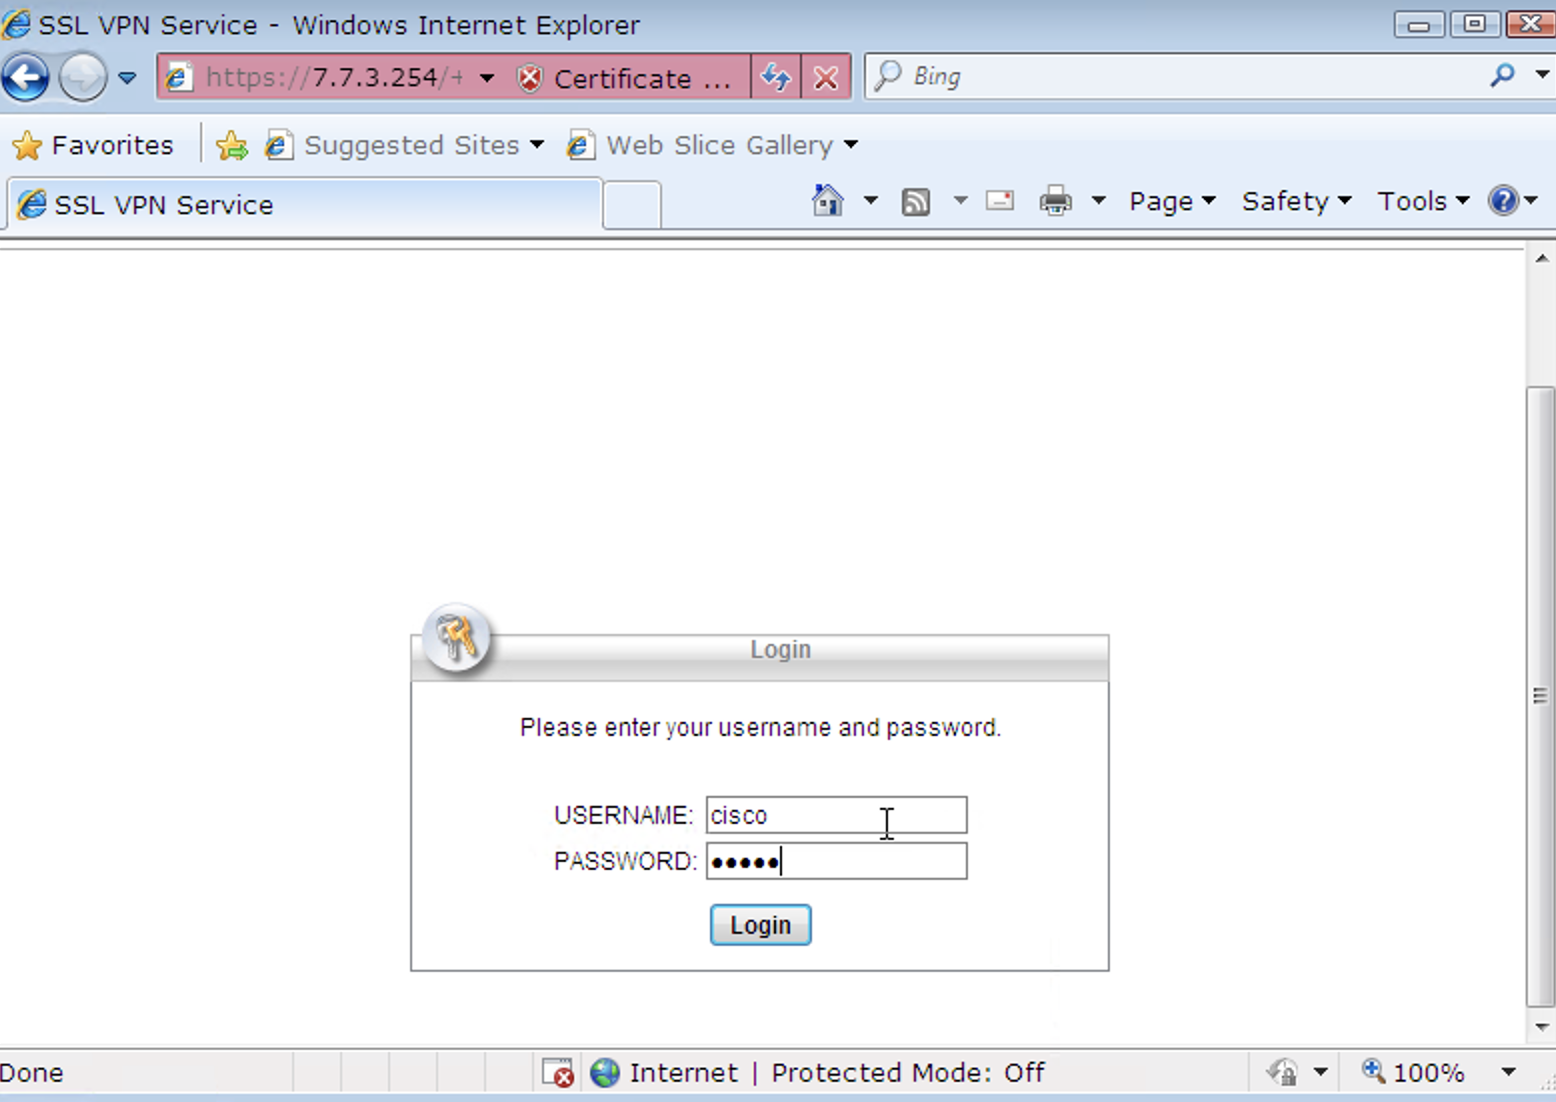 SSL VPN Service - Windows Internet Explorer
https://7.7.3.254/+ Certificate ... Bing
Favorites Suggested Sites Web Slice Gallery
SSL VPN Service Page Safety Tools
Login
Please enter your username and password.
USERNAME: cisco
PASSWORD: •••••
Login
Done Internet | Protected Mode: Off 100%